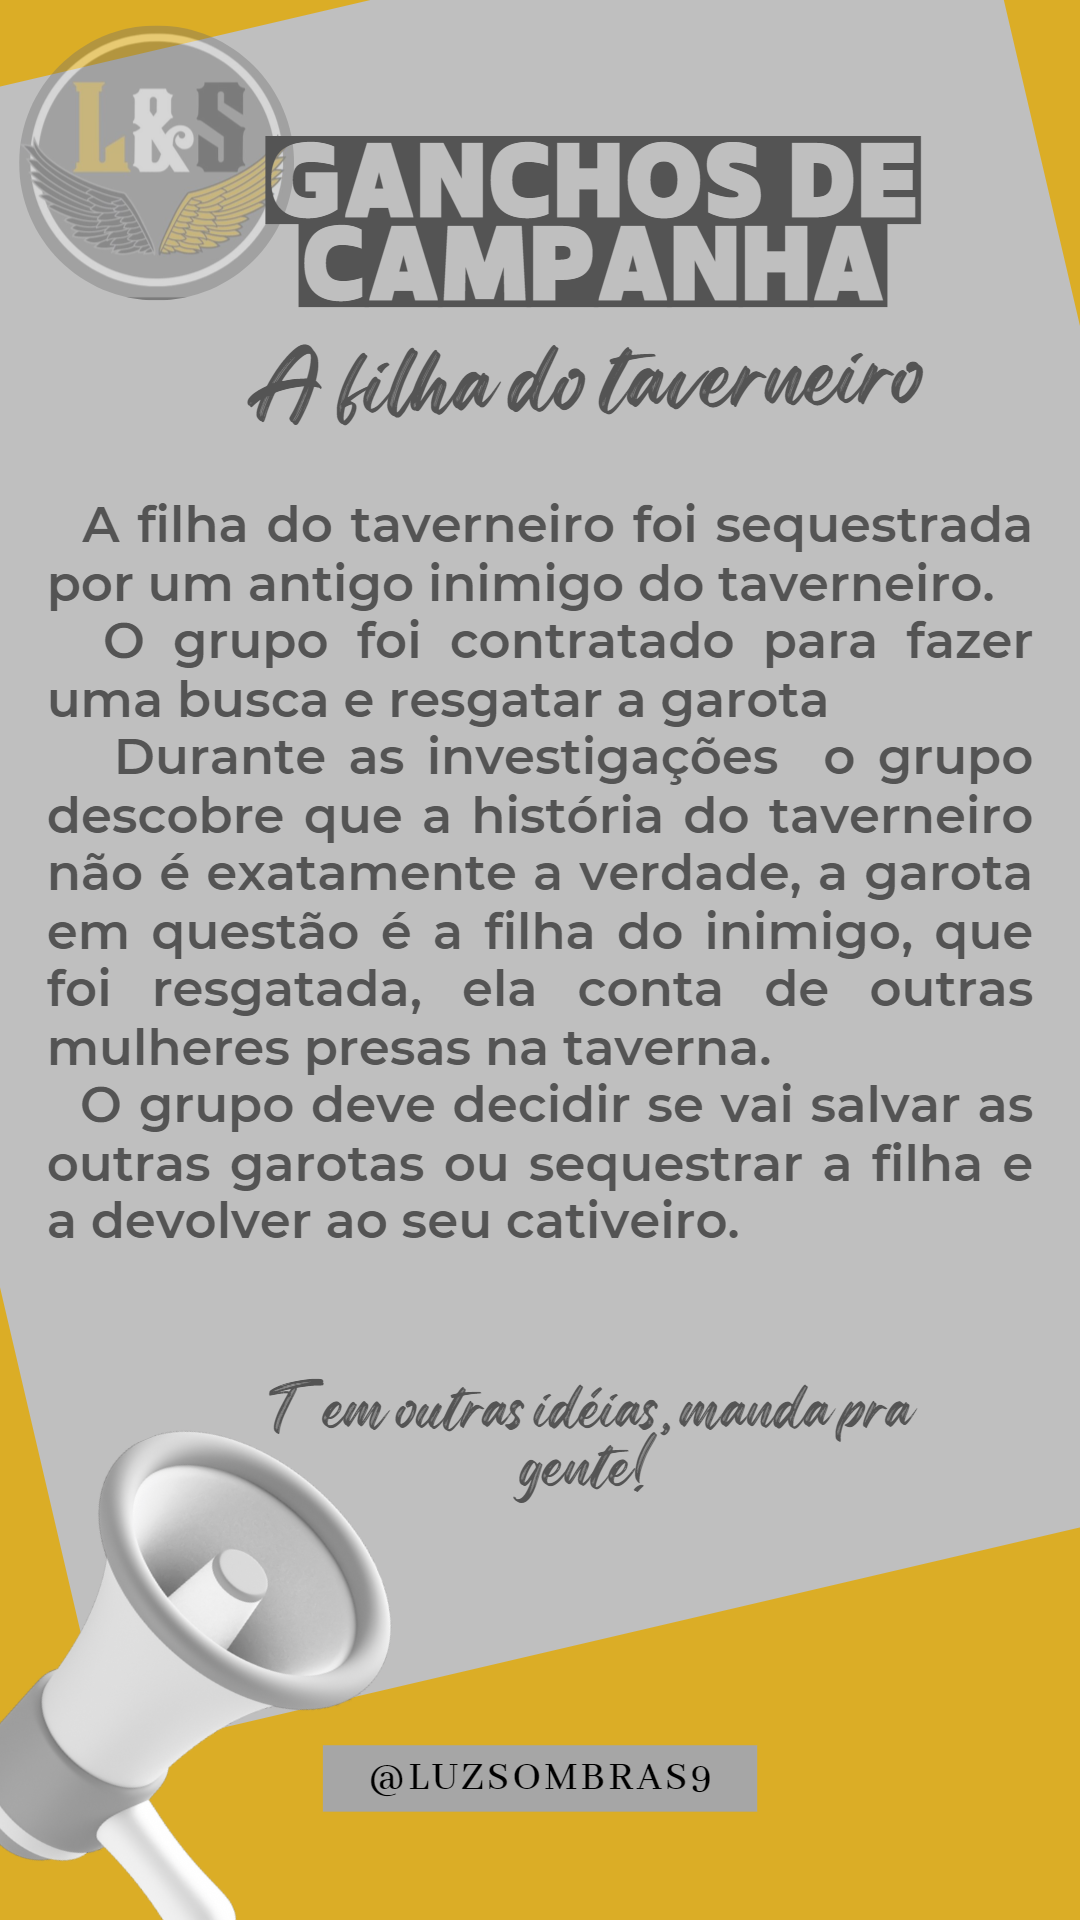 L&S
GANCHOS DE
CAMPANHA
A filha do taverneiro
A filha do taverneiro foi sequestrada
por um antigo inimigo do taverneiro.
O grupo foi contratado para fazer
uma busca e resgatar a garota
Durante as investigações o grupo
descobre que a história do taverneiro
não é exatamente a verdade, a garota
em questão é a filha do inimigo, que
foi resgatada, ela conta de outras
mulheres presas na taverna.
O grupo deve decidir se vai salvar as
outras garotas ou sequestrar a filha e
a devolver ao seu cativeiro.
Tem outras idéias, manda pra
gente!
@LUZSOMBRAS9